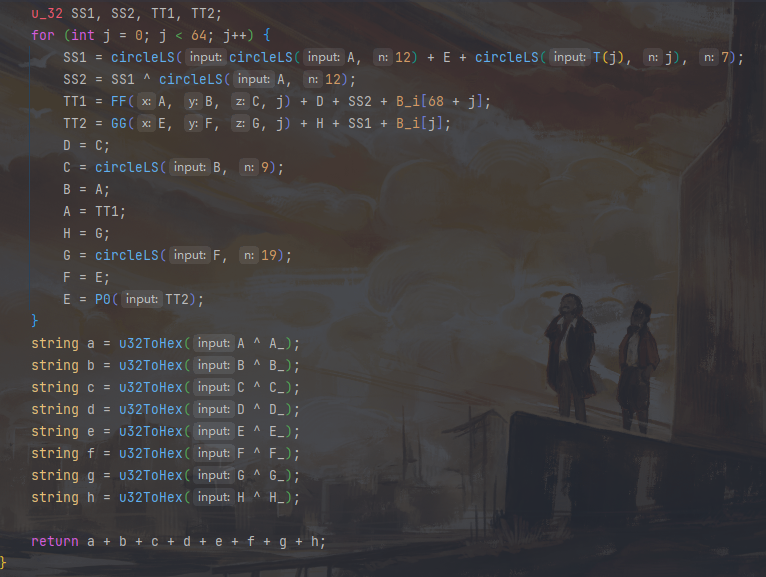 u_32 SS1, SS2, TT1, TT2;
for (int j = 0; j < 64; j++) {
    SS1 = circleLS( input: circleLS( input: A, n: 12) + E + circleLS( input: T(j), n: j), n: 7);
    SS2 = SS1 ^ circleLS( input: A, n: 12);
    TT1 = FF( x: A, y: B, z: C, j) + D + SS2 + B_i[68 + j];
    TT2 = GG( x: E, y: F, z: G, j) + H + SS1 + B_i[j];
    D = C;
    C = circleLS( input: B, n: 9);
    B = A;
    A = TT1;
    H = G;
    G = circleLS( input: F, n: 19);
    F = E;
    E = P0( input: TT2);
}
string a = u32ToHex( input: A ^ A_);
string b = u32ToHex( input: B ^ B_);
string c = u32ToHex( input: C ^ C_);
string d = u32ToHex( input: D ^ D_);
string e = u32ToHex( input: E ^ E_);
string f = u32ToHex( input: F ^ F_);
string g = u32ToHex( input: G ^ G_);
string h = u32ToHex( input: H ^ H_);
return a + b + c + d + e + f + g + h;
}